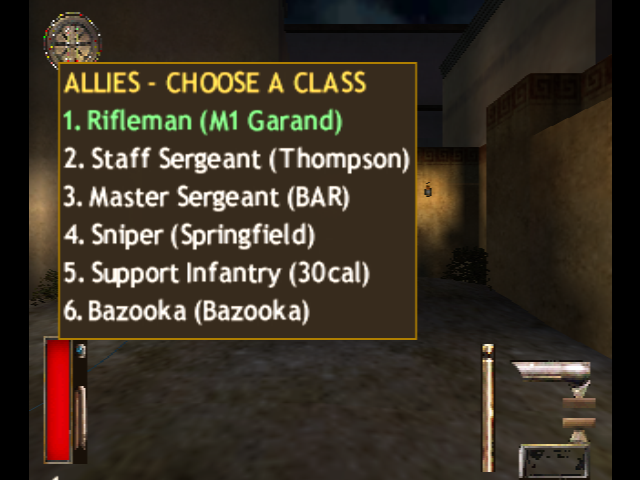 ALLIES - CHOOSE A CLASS
1. Rifleman (M1 Garand)
2. Staff Sergeant (Thompson)
3. Master Sergeant (BAR)
4. Sniper (Springfield)
5. Support Infantry (30cal)
6. Bazooka (Bazooka)